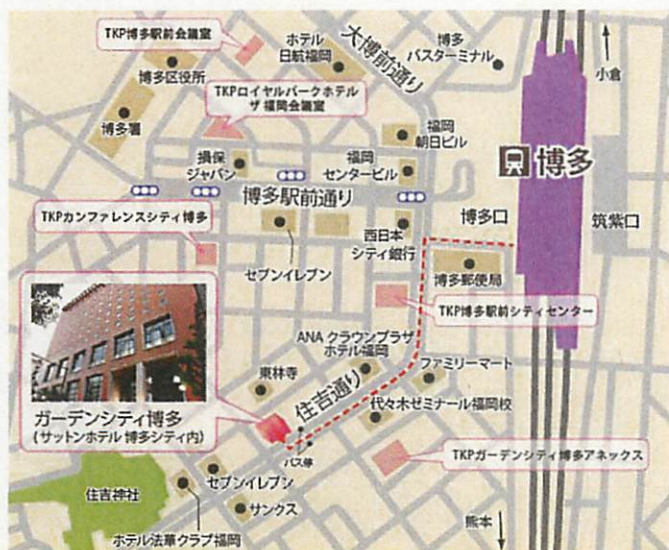 TKP博多駅前会議室
ホテル
日航福岡
大博前通り
博多
バスターミナル
小倉
博多区役所
TKPロイヤルパークホテル
ザ 福岡会議室
博多署
福岡
朝日ビル
損保
ジャパン
福岡
センタービル
博多
博多駅前通り
博多口
筑紫口
TKPカンファレンスシティ博多
西日本
シティ銀行
セブンイレブン
博多郵便局
TKP博多駅前シティセンター
ANA クラウンプラザ
ホテル福岡
ファミリーマート
東林寺
住吉通り
代々木ゼミナール福岡校
ガーデンシティ博多
(サットンホテル 博多シティ内)
バス停
TKPガーデンシティ博多アネックス
セブンイレブン
住吉神社
サンクス
ホテル法華クラブ福岡
熊本